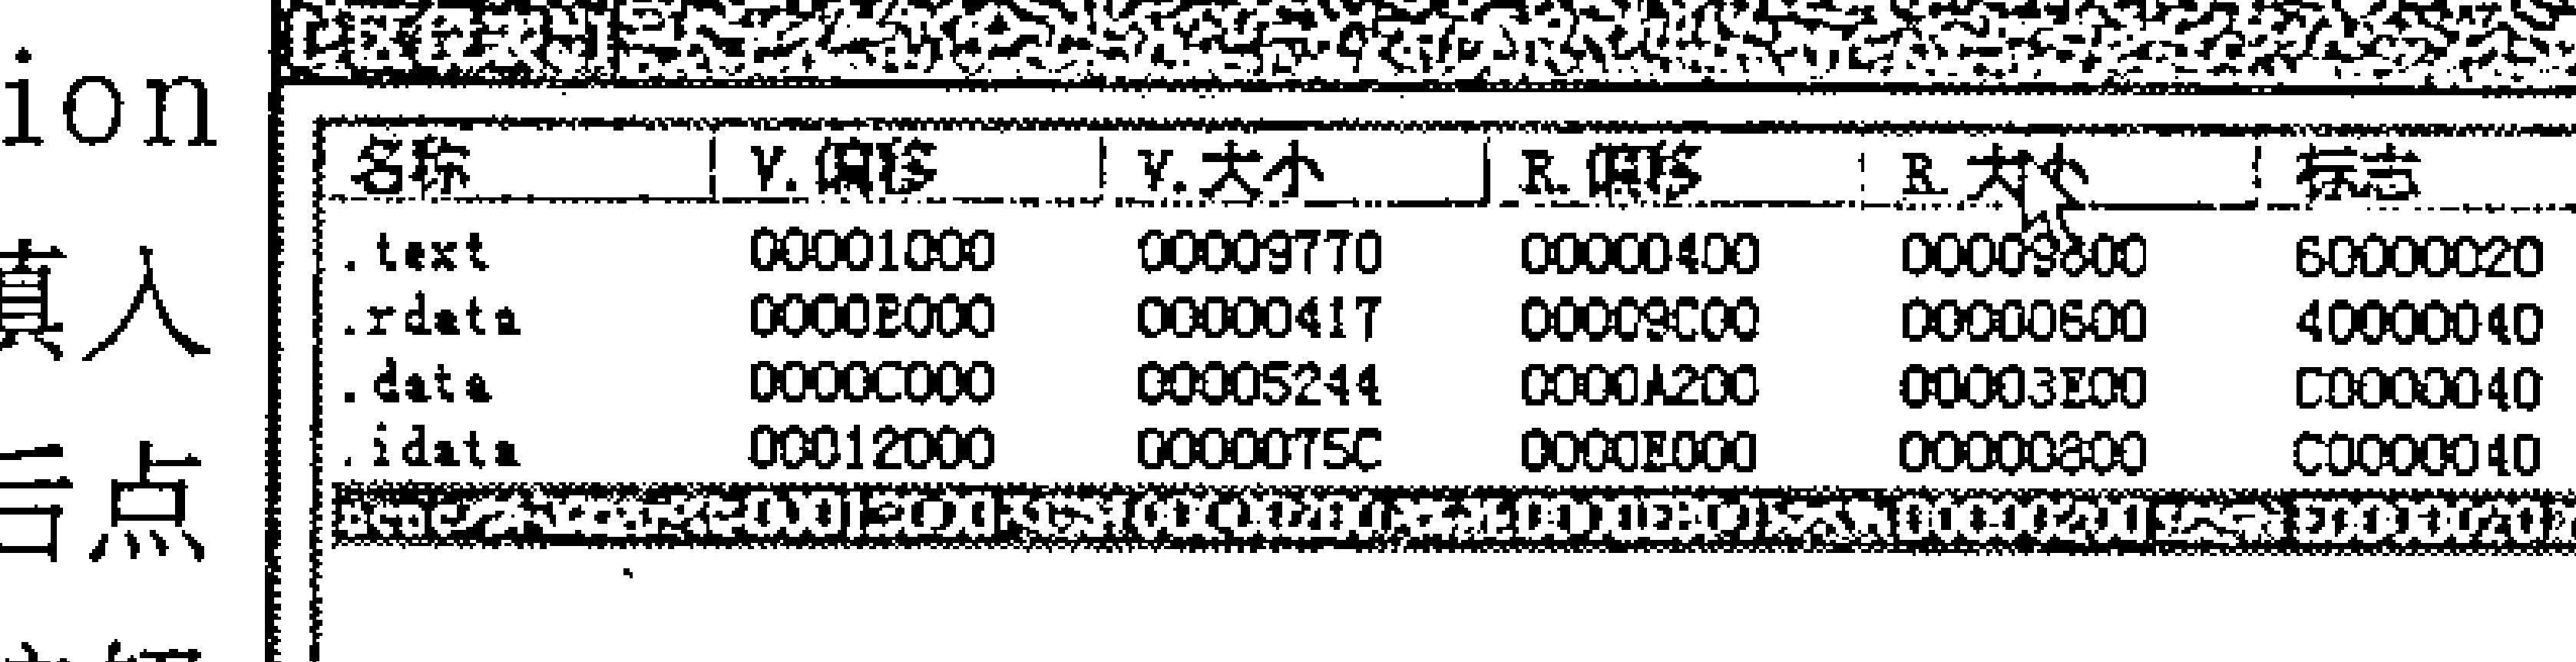 ion
名称 V.偏移 V.大小 R.偏移 R.大小 标志
.text 00001000 00009770 00000400 00009800 60000020
入
.rdata 0000B000 00000417 00009C00 00000600 40000040
.data 0000C000 00005244 0000A200 00003E00 C0000040
.idata 00012000 0000075C 0000E000 00000800 C0000040
后点